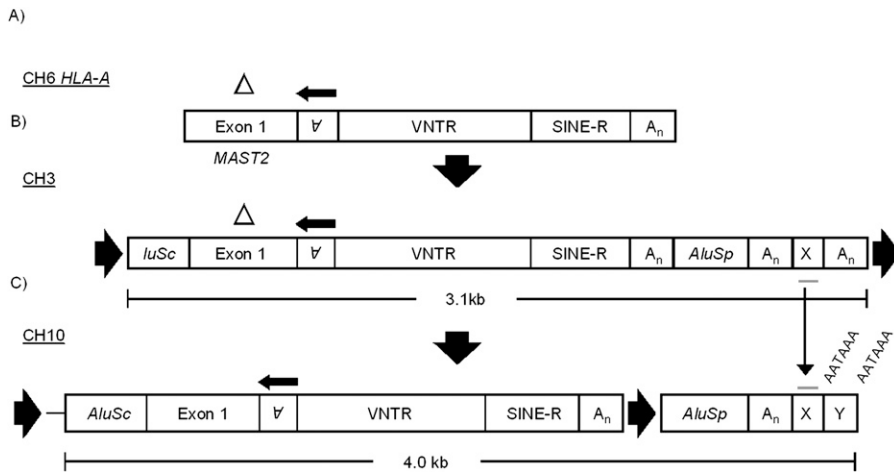 A)
CH6 HLA-A
B)
Exon 1 ∀ VNTR SINE-R An
MAST2
CH3
luSc Exon 1 ∀ VNTR SINE-R An AluSp An X An
C)
3.1kb
CH10
AATAAA AATAAA
AluSc Exon 1 ∀ VNTR SINE-R An AluSp An X Y
4.0 kb